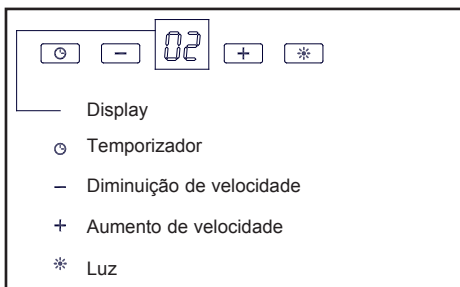 02
Display
Temporizador
– Diminuição de velocidade
+ Aumento de velocidade
Luz